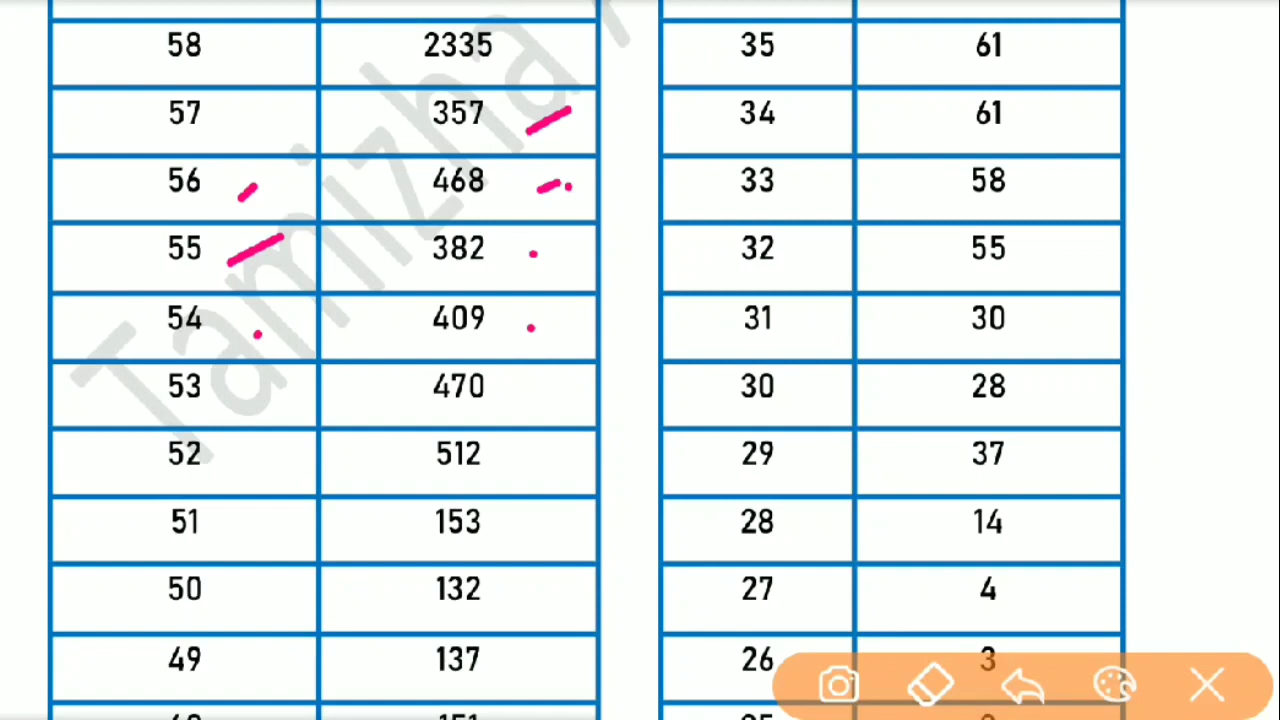 58 2335 35 61
57 357 34 61
56 468 33 58
55 382 32 55
54 409 31 30
53 470 30 28
52 512 29 37
51 153 28 14
50 132 27 4
49 137 26 3
Tamizha